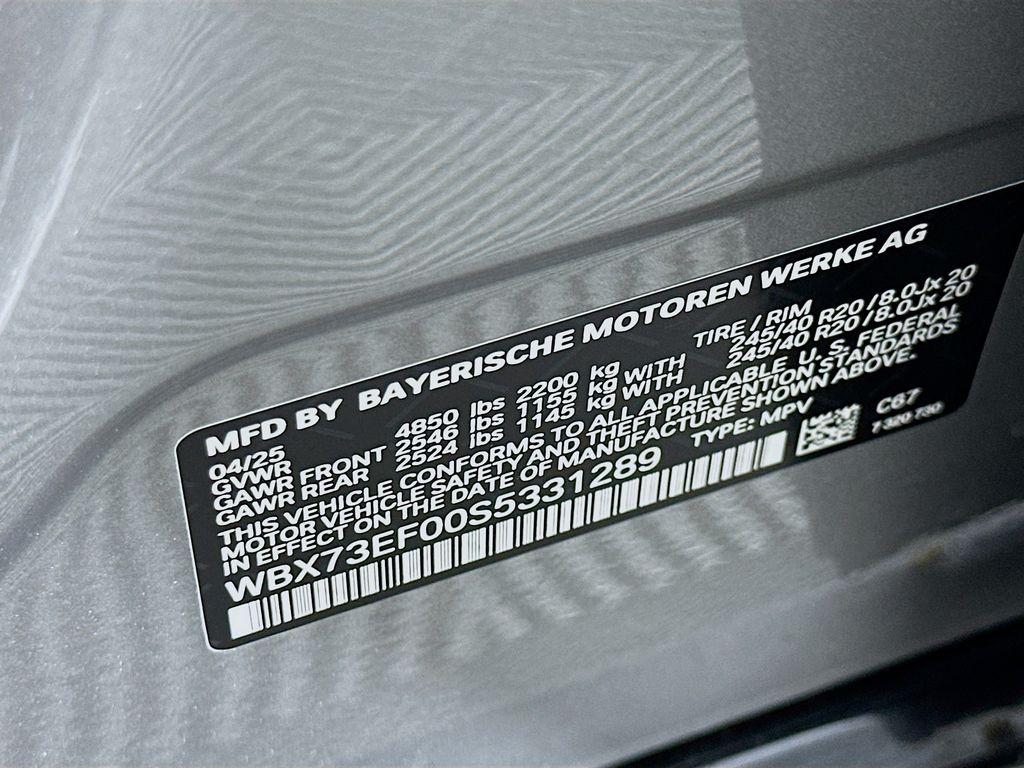 MFD BY BAYERISCHE MOTOREN WERKE AG
04/25 TIRE / RIM
GVWR 4850 lbs 2200 kg
GAWR FRONT 2546 lbs 1155 kg WITH 245/40 R20 / 8.0Jx 20
GAWR REAR 2524 lbs 1145 kg WITH 245/40 R20 / 8.0Jx 20
THIS VEHICLE CONFORMS TO ALL APPLICABLE U. S. FEDERAL
MOTOR VEHICLE SAFETY AND THEFT PREVENTION STANDARDS
IN EFFECT ON THE DATE OF MANUFACTURE SHOWN ABOVE.
WBX73EF00S5331289 TYPE: MPV C67
7 920 730